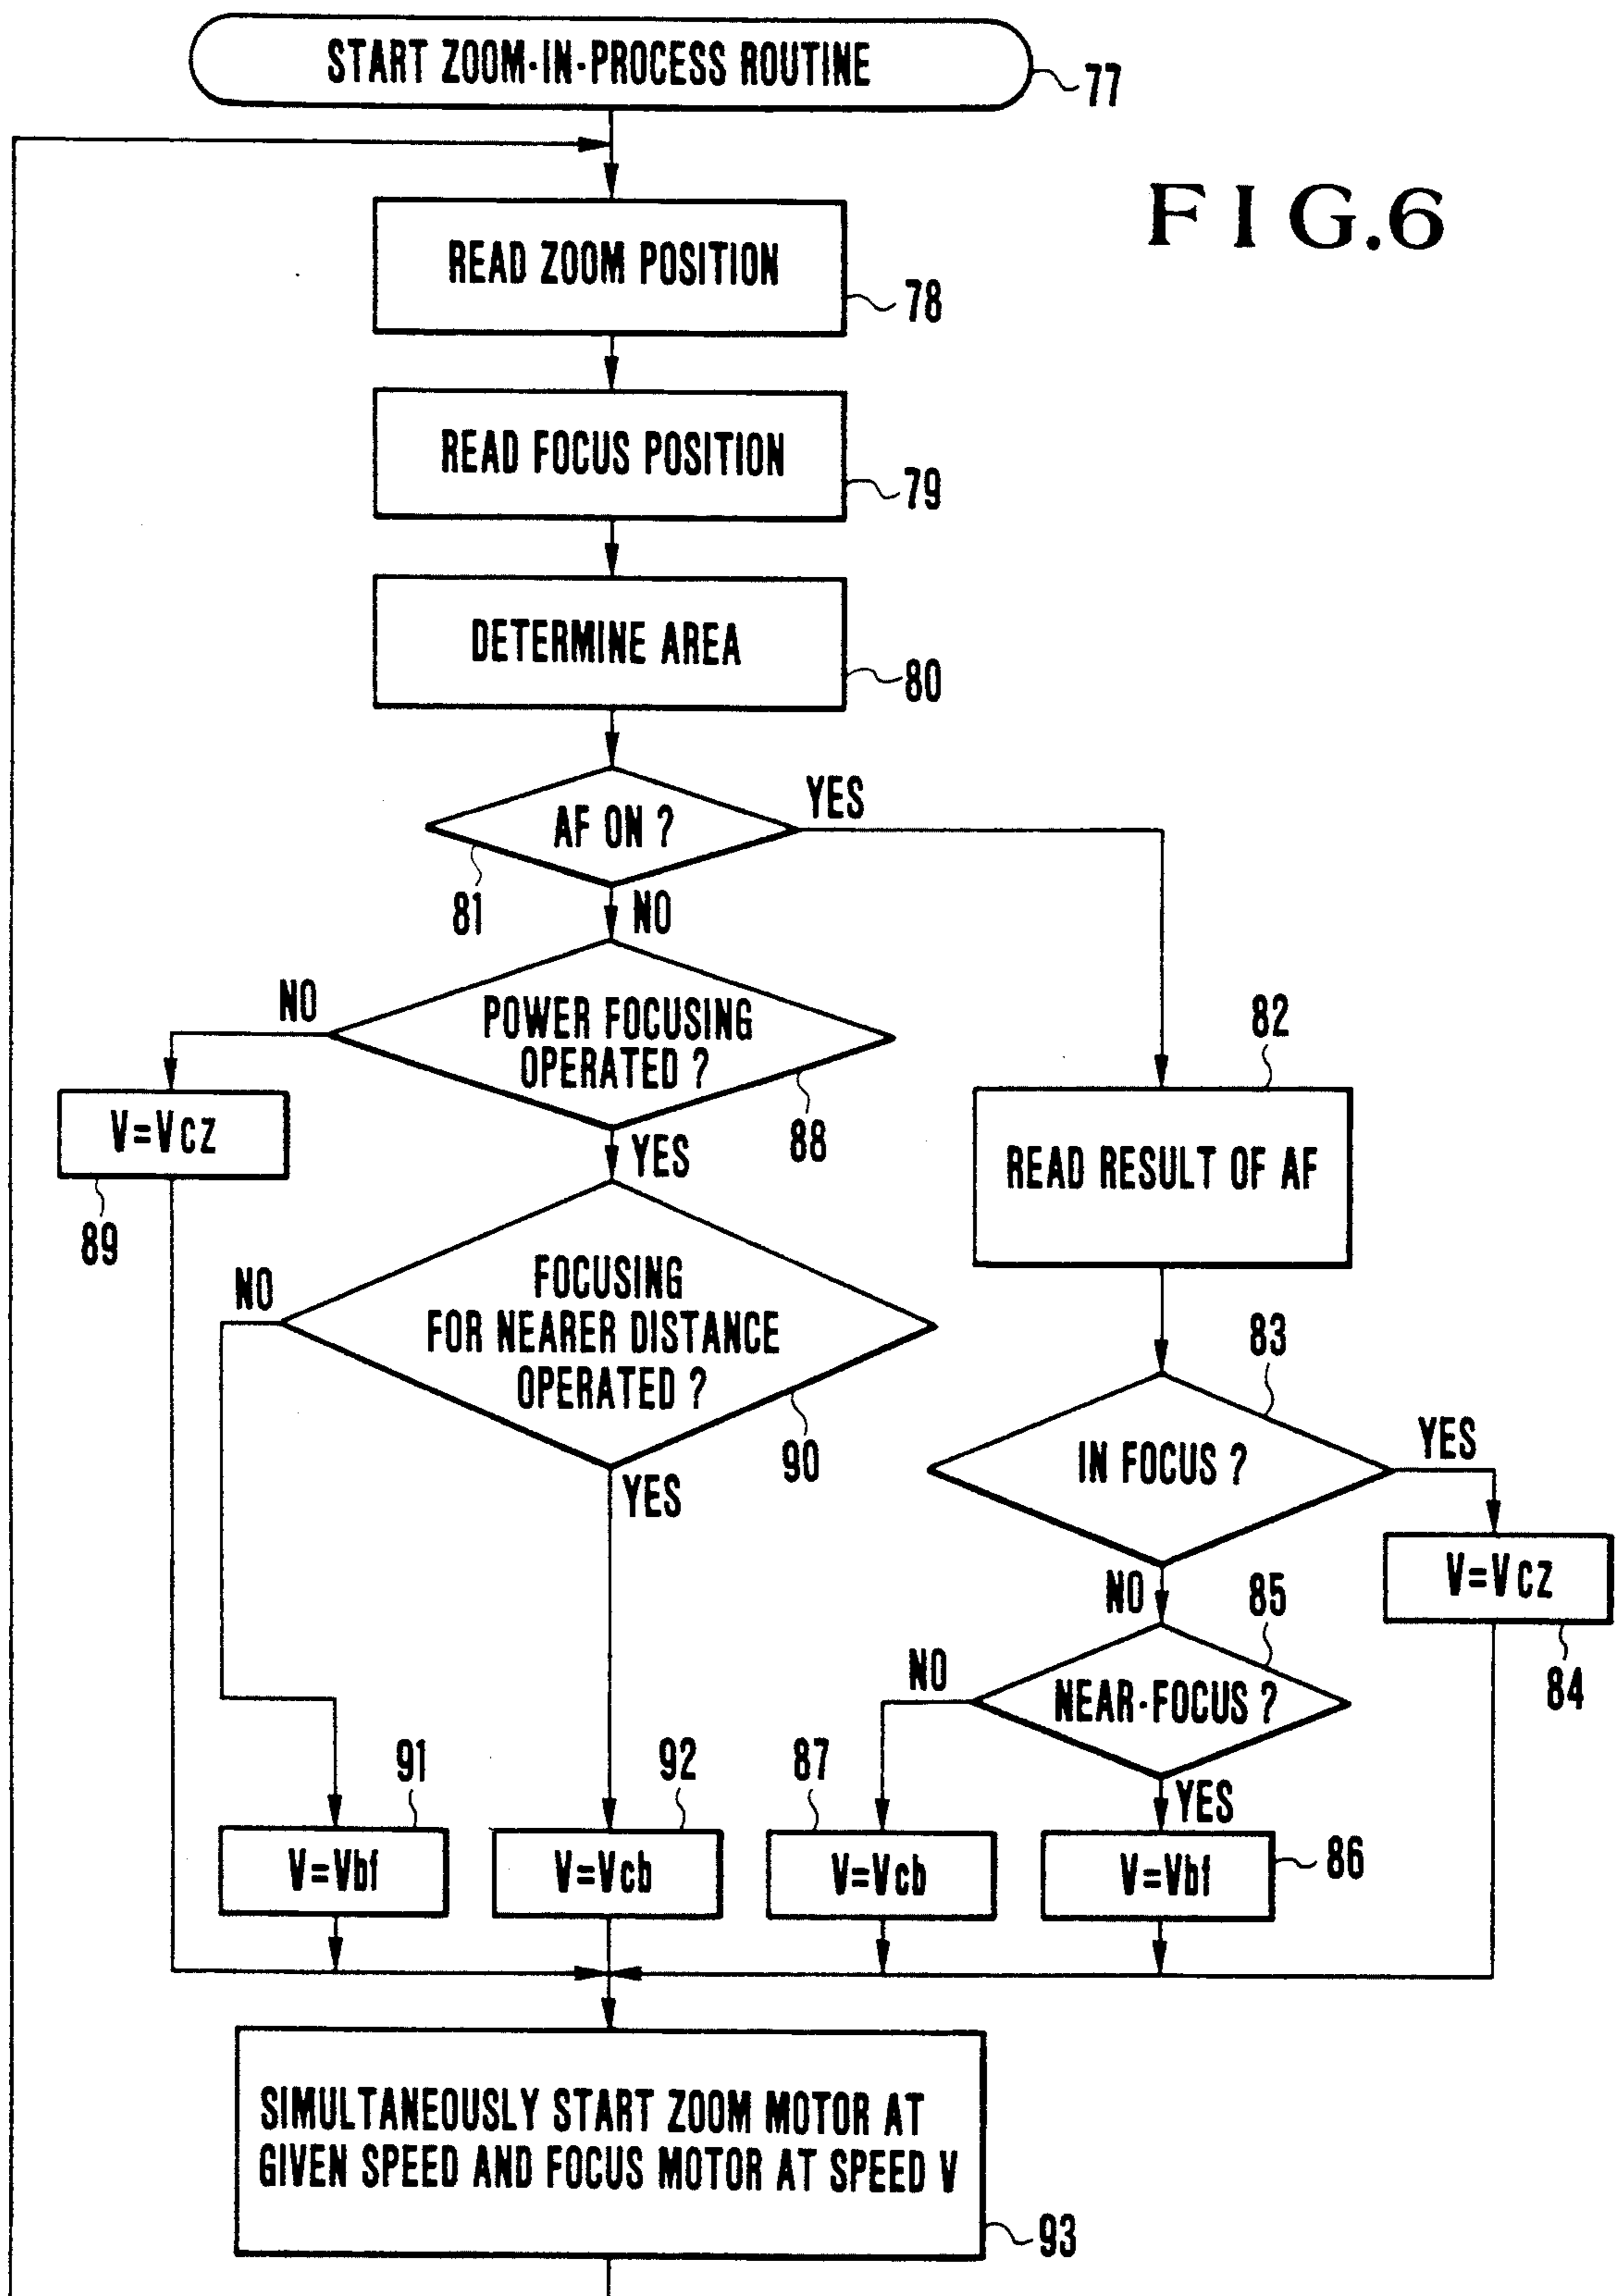 START ZOOM-IN-PROCESS ROUTINE
77
FIG.6
READ ZOOM POSITION
78
READ FOCUS POSITION
79
DETERMINE AREA
80
AF ON ?
YES
81
NO
POWER FOCUSING
OPERATED ?
NO
88
YES
V=Vcz
89
82
READ RESULT OF AF
FOCUSING
FOR NEARER DISTANCE
OPERATED ?
NO
90
YES
83
IN FOCUS ?
YES
NO
V=Vcz
84
85
NEAR-FOCUS ?
NO
YES
91
V=Vbf
92
V=Vcb
87
V=Vcb
V=Vbf
86
SIMULTANEOUSLY START ZOOM MOTOR AT
GIVEN SPEED AND FOCUS MOTOR AT SPEED V
93